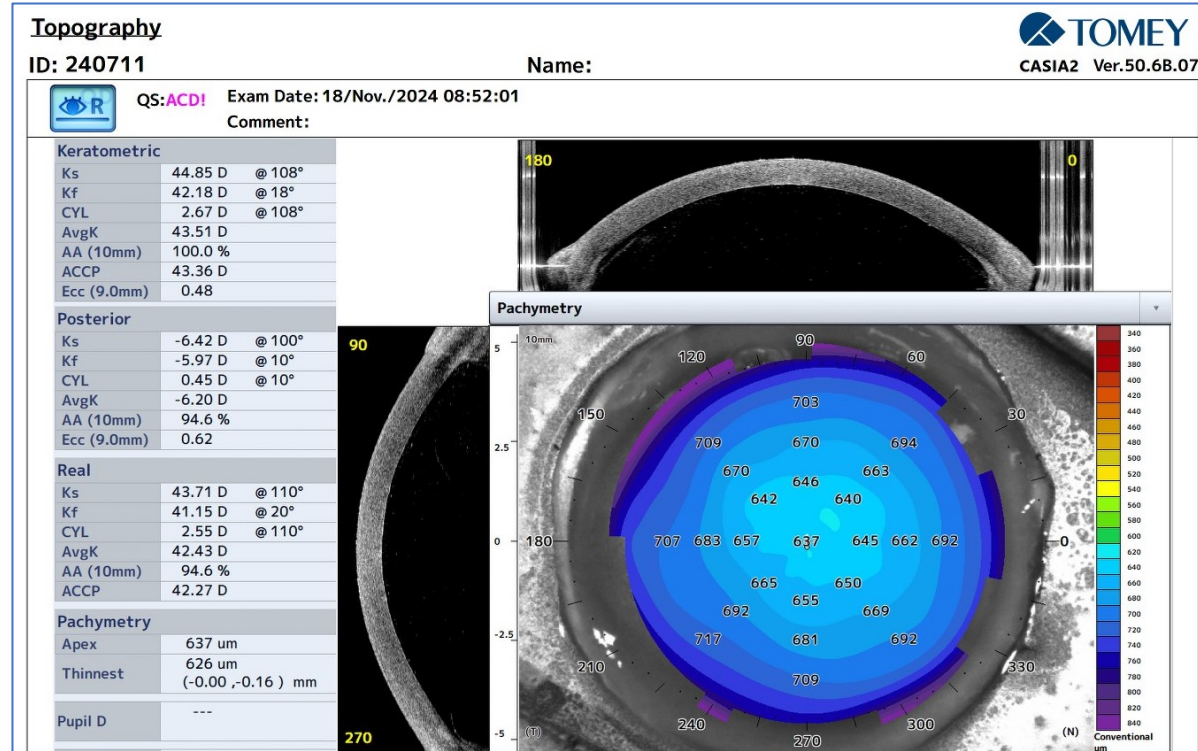 Topography
TOMEY
ID: 240711 Name: CASIA2 Ver.50.6B.07
R QS:ACD! Exam Date: 18/Nov./2024 08:52:01
Comment:
Keratometric
Ks 44.85 D @ 108°
Kf 42.18 D @ 18°
CYL 2.67 D @ 108°
AvgK 43.51 D
AA (10mm) 100.0 %
ACCP 43.36 D
Ecc (9.0mm) 0.48
Posterior
Ks -6.42 D @ 100°
Kf -5.97 D @ 10°
CYL 0.45 D @ 10°
AvgK -6.20 D
AA (10mm) 94.6 %
Ecc (9.0mm) 0.62
Real
Ks 43.71 D @ 110°
Kf 41.15 D @ 20°
CYL 2.55 D @ 110°
AvgK 42.43 D
AA (10mm) 94.6 %
ACCP 42.27 D
Pachymetry
Apex 637 um
Thinnest 626 um
(-0.00 ,-0.16 ) mm
Pupil D ---
180 0
90
270
Pachymetry
10mm
5
2.5
0
-2.5
-5
90
120 60
703
150 30
709 670 694
670 663
646
642 640
180 707 683 657 637 645 662 692 0
665 650
655
692 669
717 681 692
210 330
709
240 300
270
(T) (N)
340
360
380
400
420
440
460
480
500
520
540
560
580
600
620
640
660
680
700
720
740
760
780
800
820
840
Conventional
um